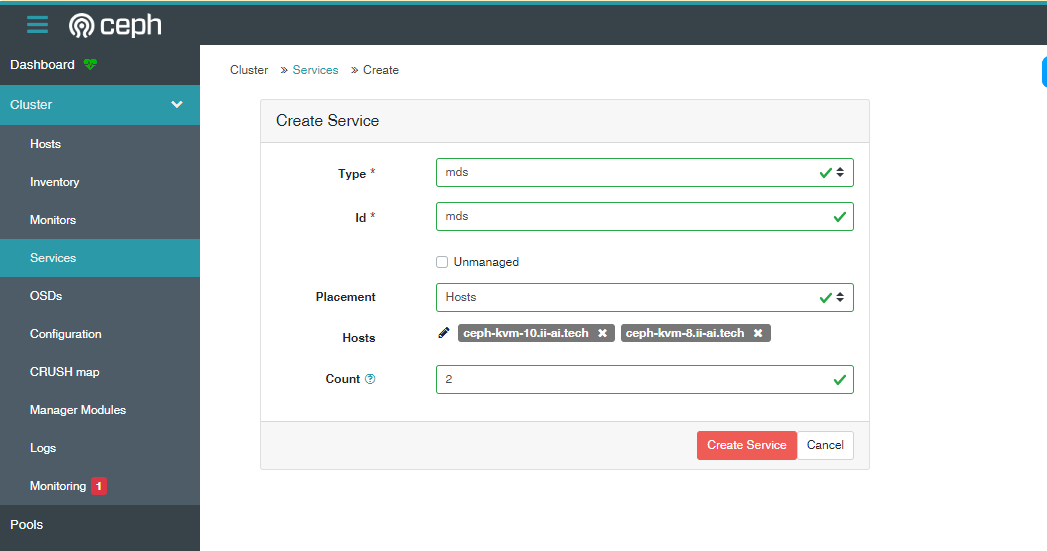 ceph
Dashboard
Cluster » Services » Create
Cluster
Create Service
Hosts
Type * mds
Inventory
Id * mds
Monitors
Unmanaged
Services
Placement Hosts
OSDs
Hosts ceph-kvm-10.ii-ai.tech ✖ ceph-kvm-8.ii-ai.tech ✖
Configuration
Count ? 2
CRUSH map
Manager Modules
Create Service Cancel
Logs
Monitoring 1
Pools